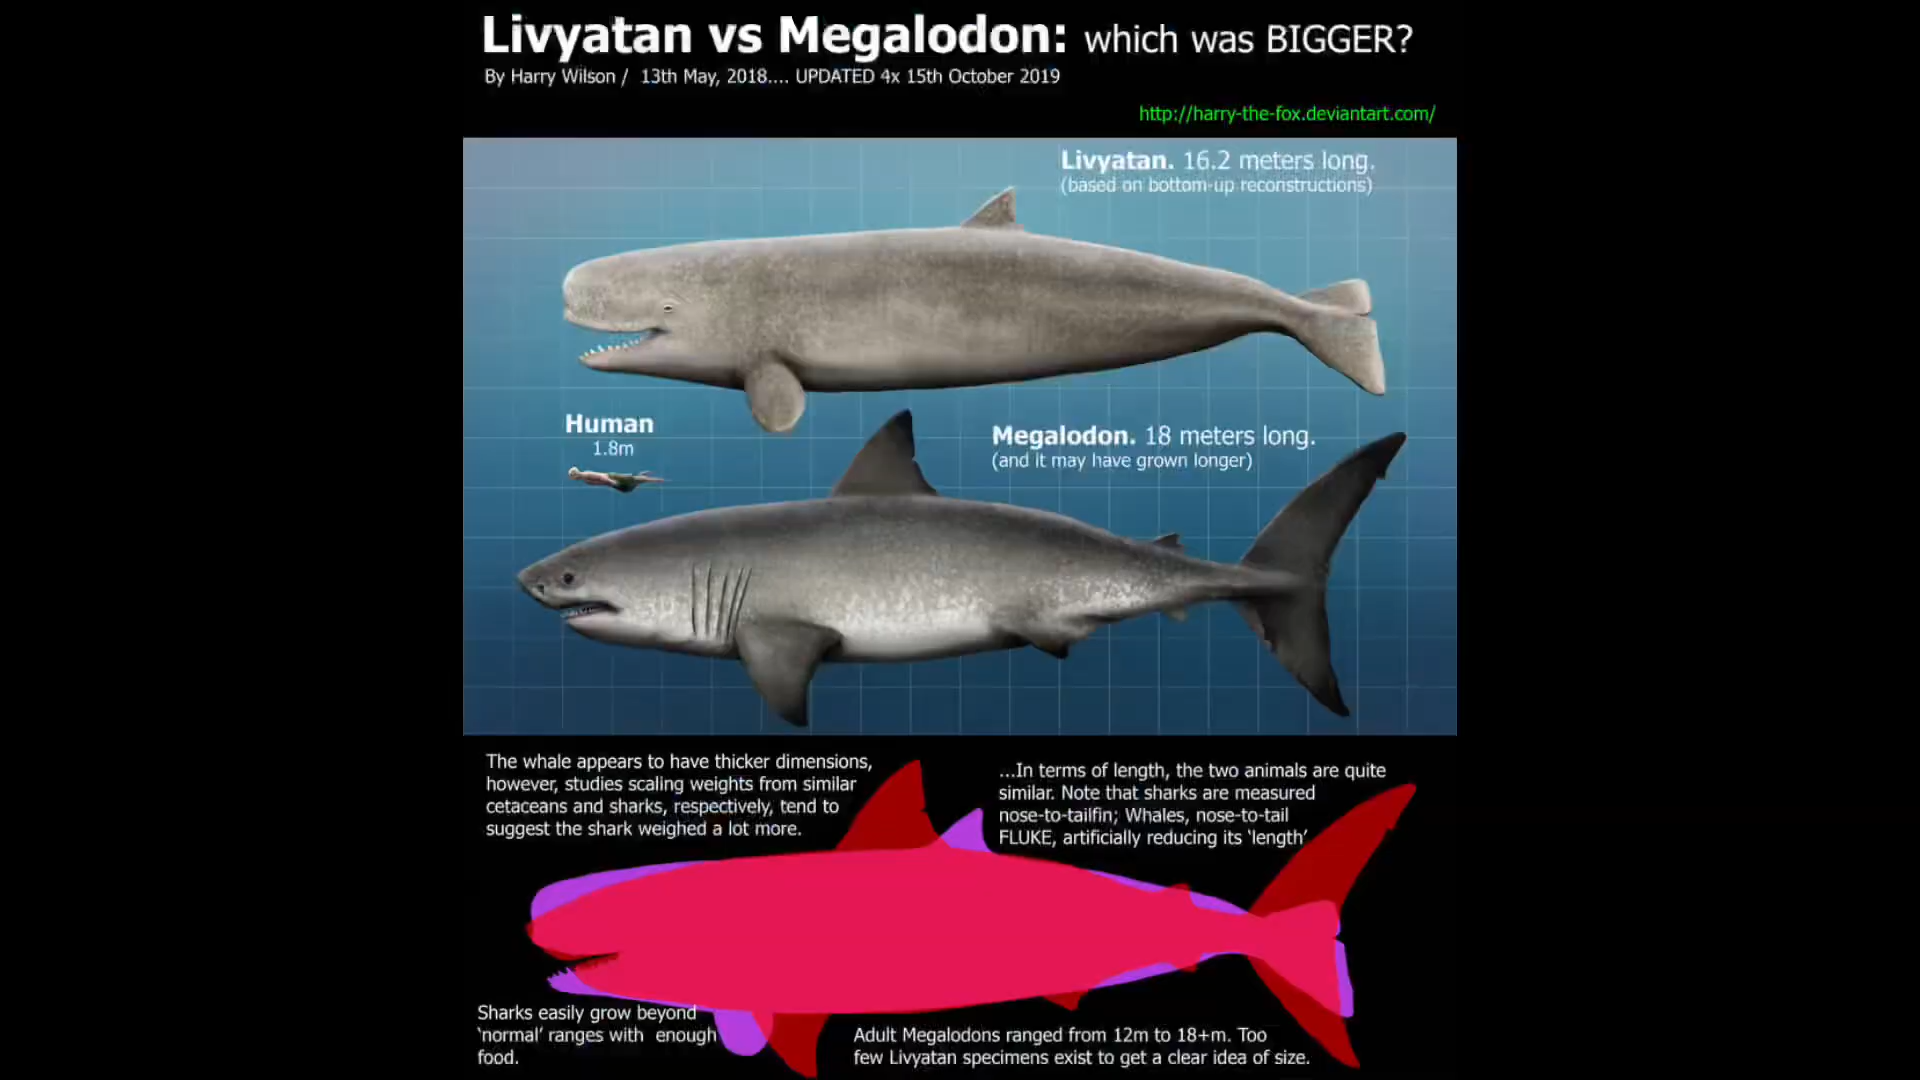 Livyatan vs Megalodon: which was BIGGER?
By Harry Wilson / 13th May, 2018.... UPDATED 4x 15th October 2019
http://harry-the-fox.deviantart.com/
Livyatan. 16.2 meters long.
(based on bottom-up reconstructions)
Human
1.8m
Megalodon. 18 meters long.
(and it may have grown longer)
The whale appears to have thicker dimensions,
however, studies scaling weights from similar
cetaceans and sharks, respectively, tend to
suggest the shark weighed a lot more.
...In terms of length, the two animals are quite
similar. Note that sharks are measured
nose-to-tailfin; Whales, nose-to-tail
FLUKE, artificially reducing its 'length'
Sharks easily grow beyond
'normal' ranges with enough
food.
Adult Megalodons ranged from 12m to 18+m. Too
few Livyatan specimens exist to get a clear idea of size.